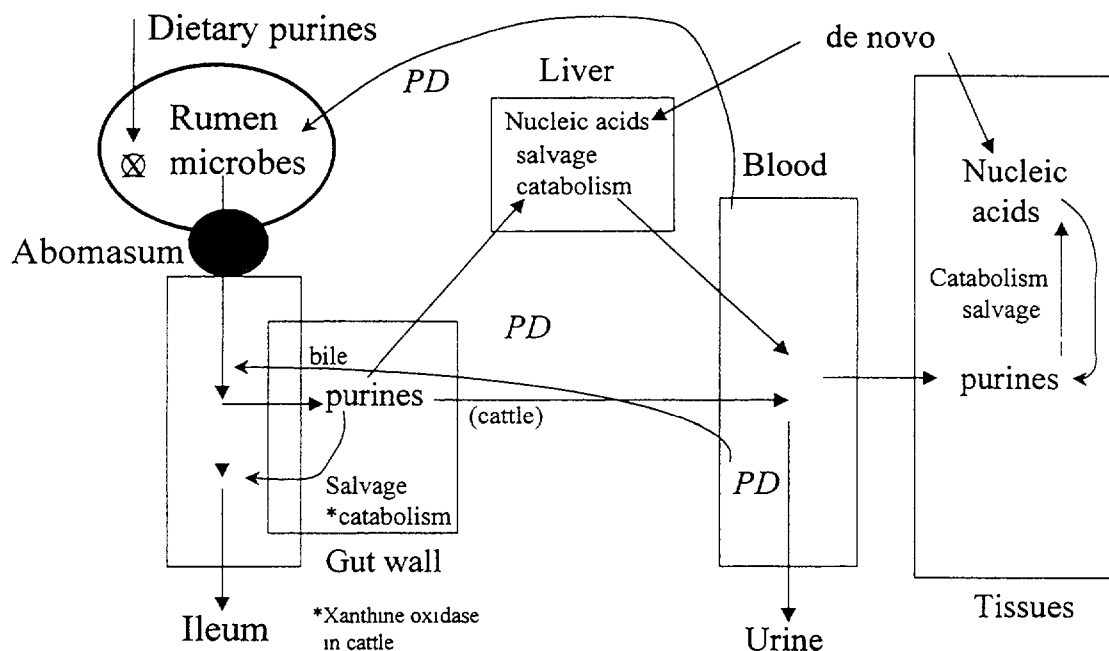 Dietary purines
de novo
PD
Liver
Rumen
microbes
Nucleic acids
salvage
catabolism
Blood
Nucleic
acids
Abomasum
Catabolism
salvage
PD
bile
purines
(cattle)
purines
PD
Salvage
*catabolism
Gut wall
Ileum
*Xanthine oxidase
in cattle
Urine
Tissues